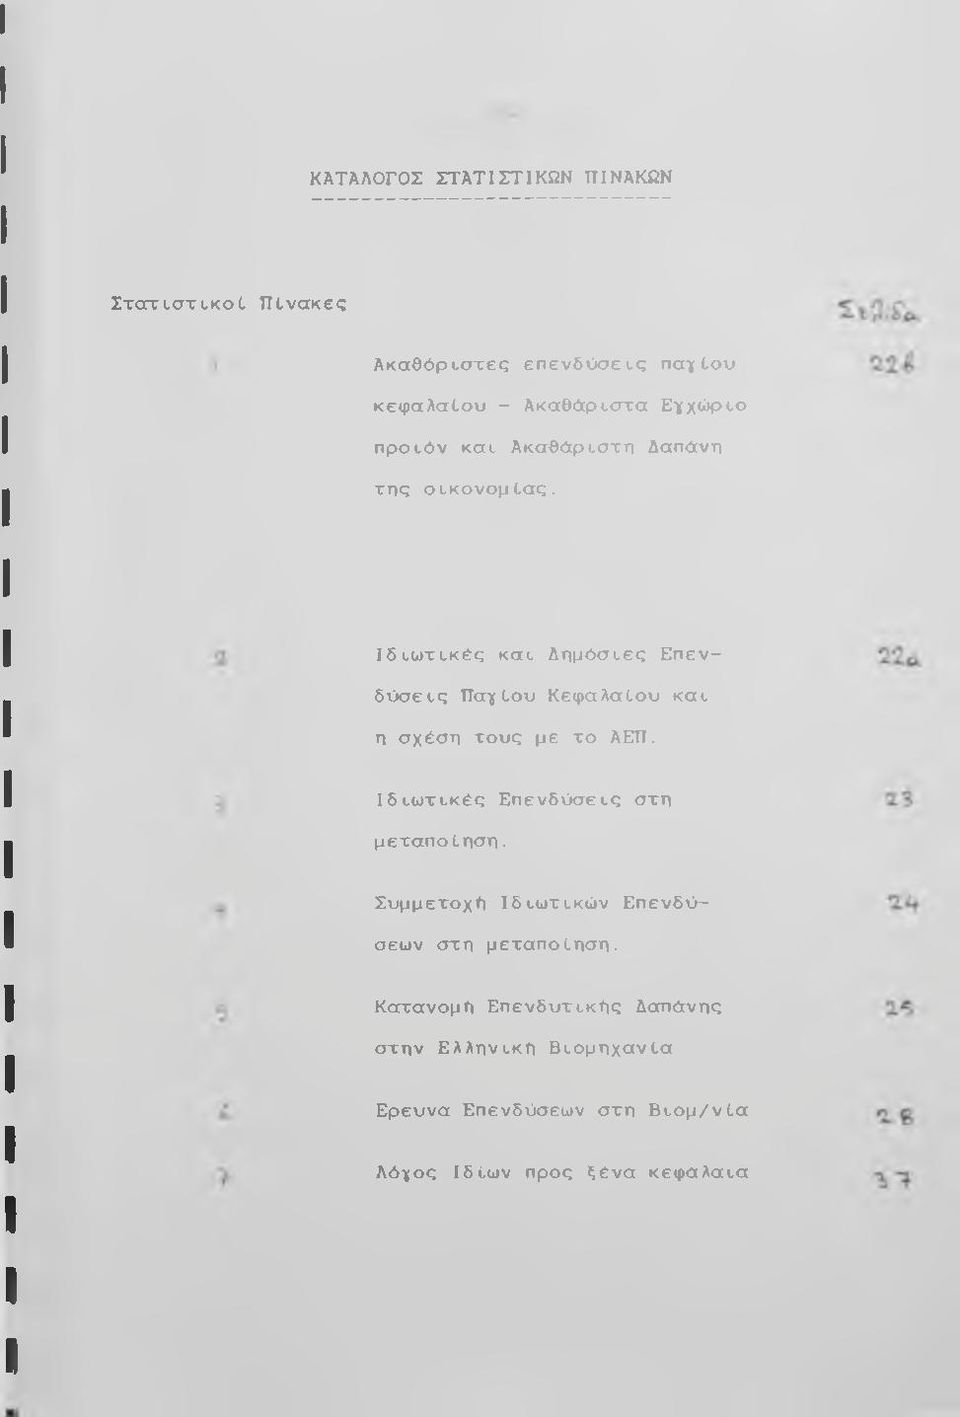 ΚΑΤΑΛΟΓΟΣ ΣΤΑΤΙΣΤΙΚΩΝ ΠΙΝΑΚΩΝ
Στατιστικοί Πίνακες Σελίδα
1 Ακαθόριστες επενδύσεις παγίου 22β
κεφαλαίου - Ακαθάριστα Εγχώριο
προιόν και Ακαθάριστη Δαπάνη
της οικονομίας.
2 Ιδιωτικές και Δημόσιες Επεν- 22α
δύσεις Παγίου Κεφαλαίου και
η σχέση τους με το ΑΕΠ.
3 Ιδιωτικές Επενδύσεις στη 23
μεταποίηση.
4 Συμμετοχή Ιδιωτικών Επενδύ- 24
σεων στη μεταποίηση.
5 Κατανομή Επενδυτικής Δαπάνης 25
στην Ελληνική Βιομηχανία
Ερευνα Επενδύσεων στη Βιομ/νία 28
7 Λόγος Ιδίων προς ξένα κεφάλαια 37